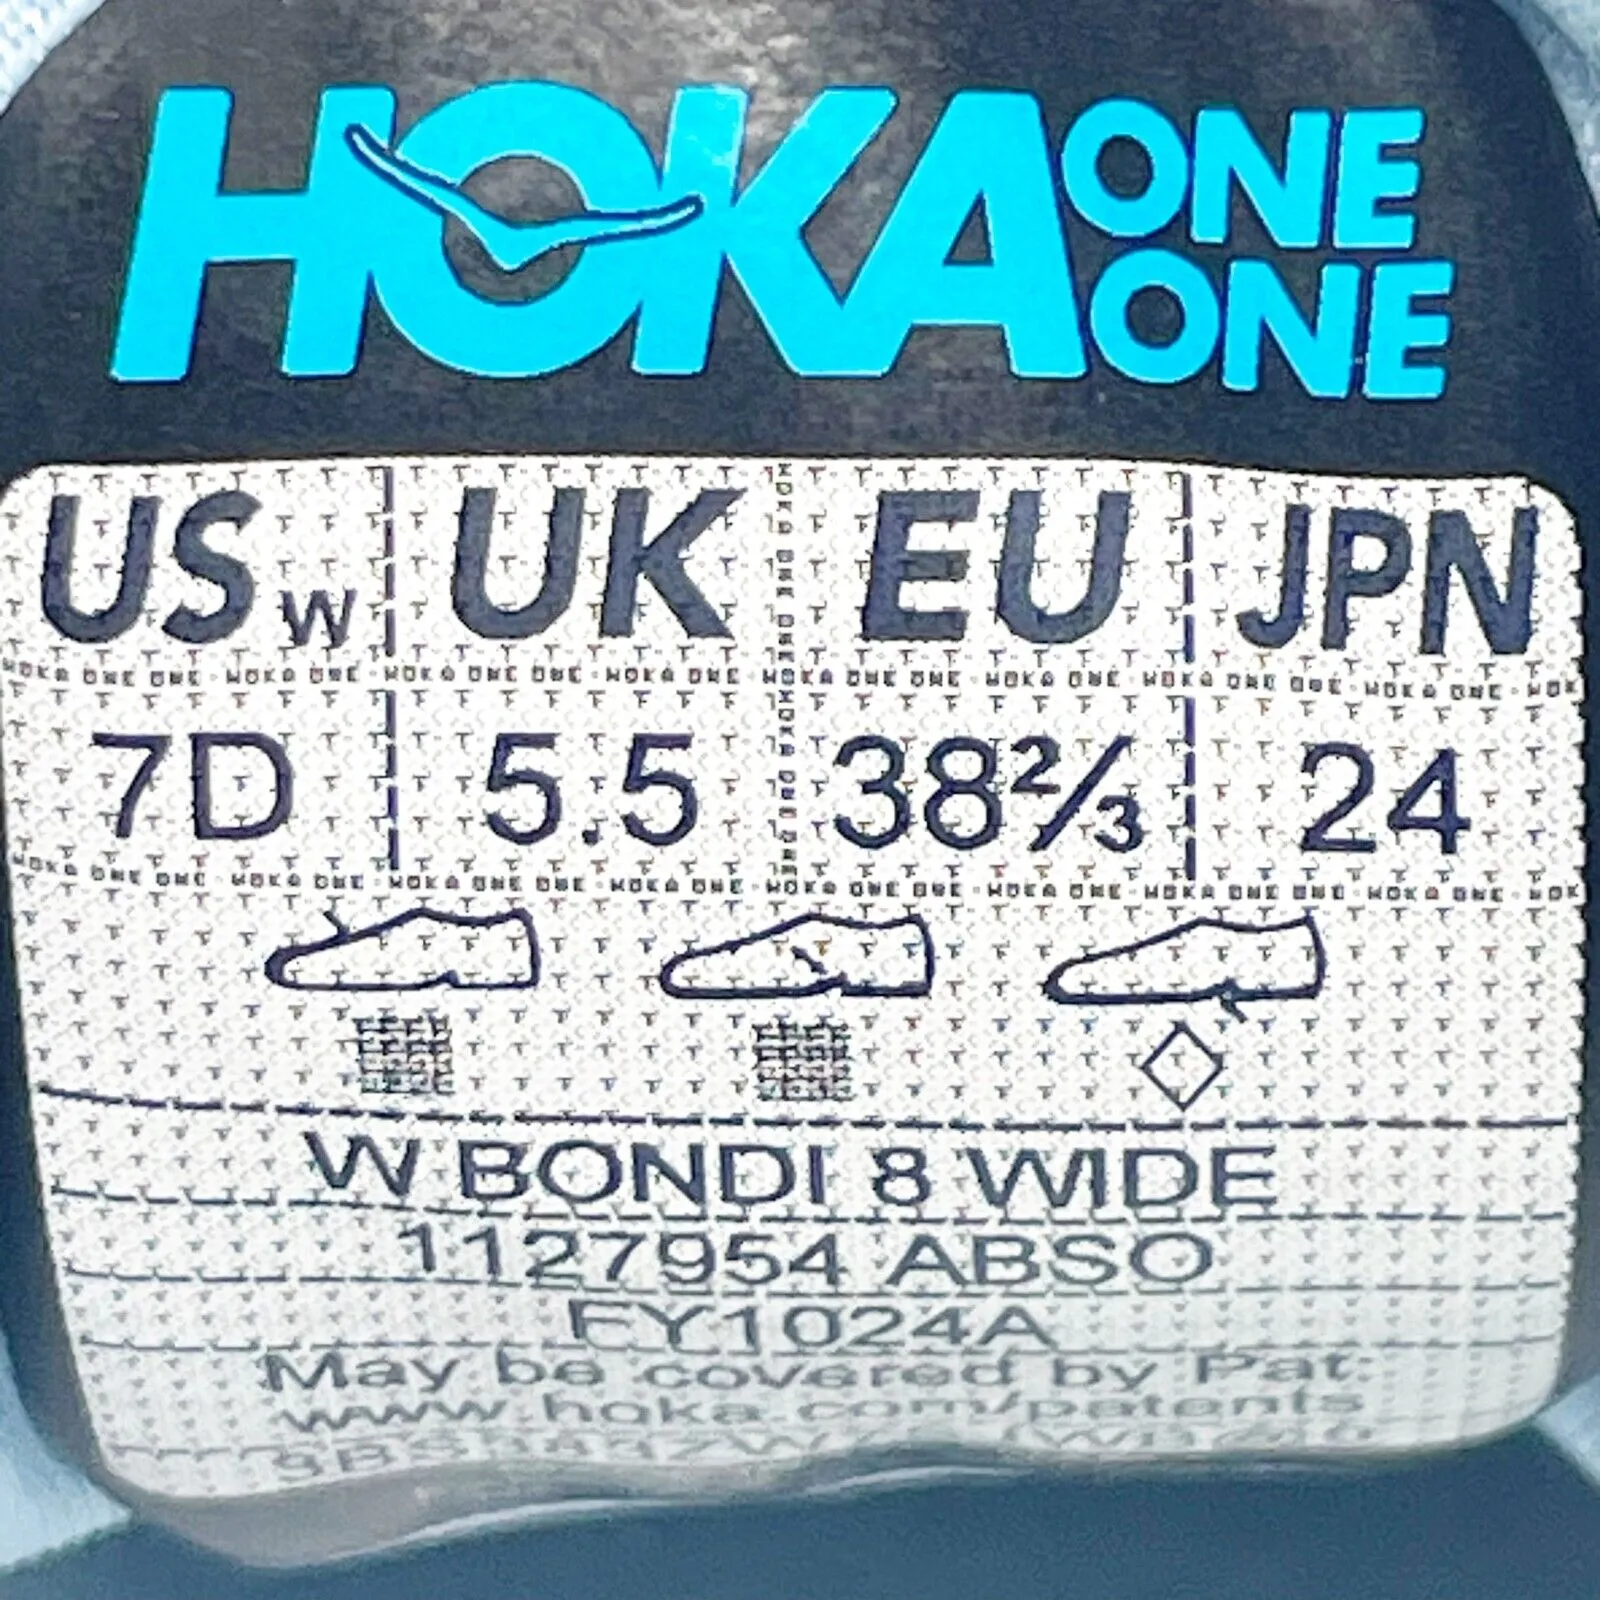 HOKA ONE ONE
US W UK EU JPN
7D 5.5 38⅔ 24
W BONDI 8 WIDE
1127954 ABSO
FY1024A
May be covered by Pat:
www.hoka.com/patents